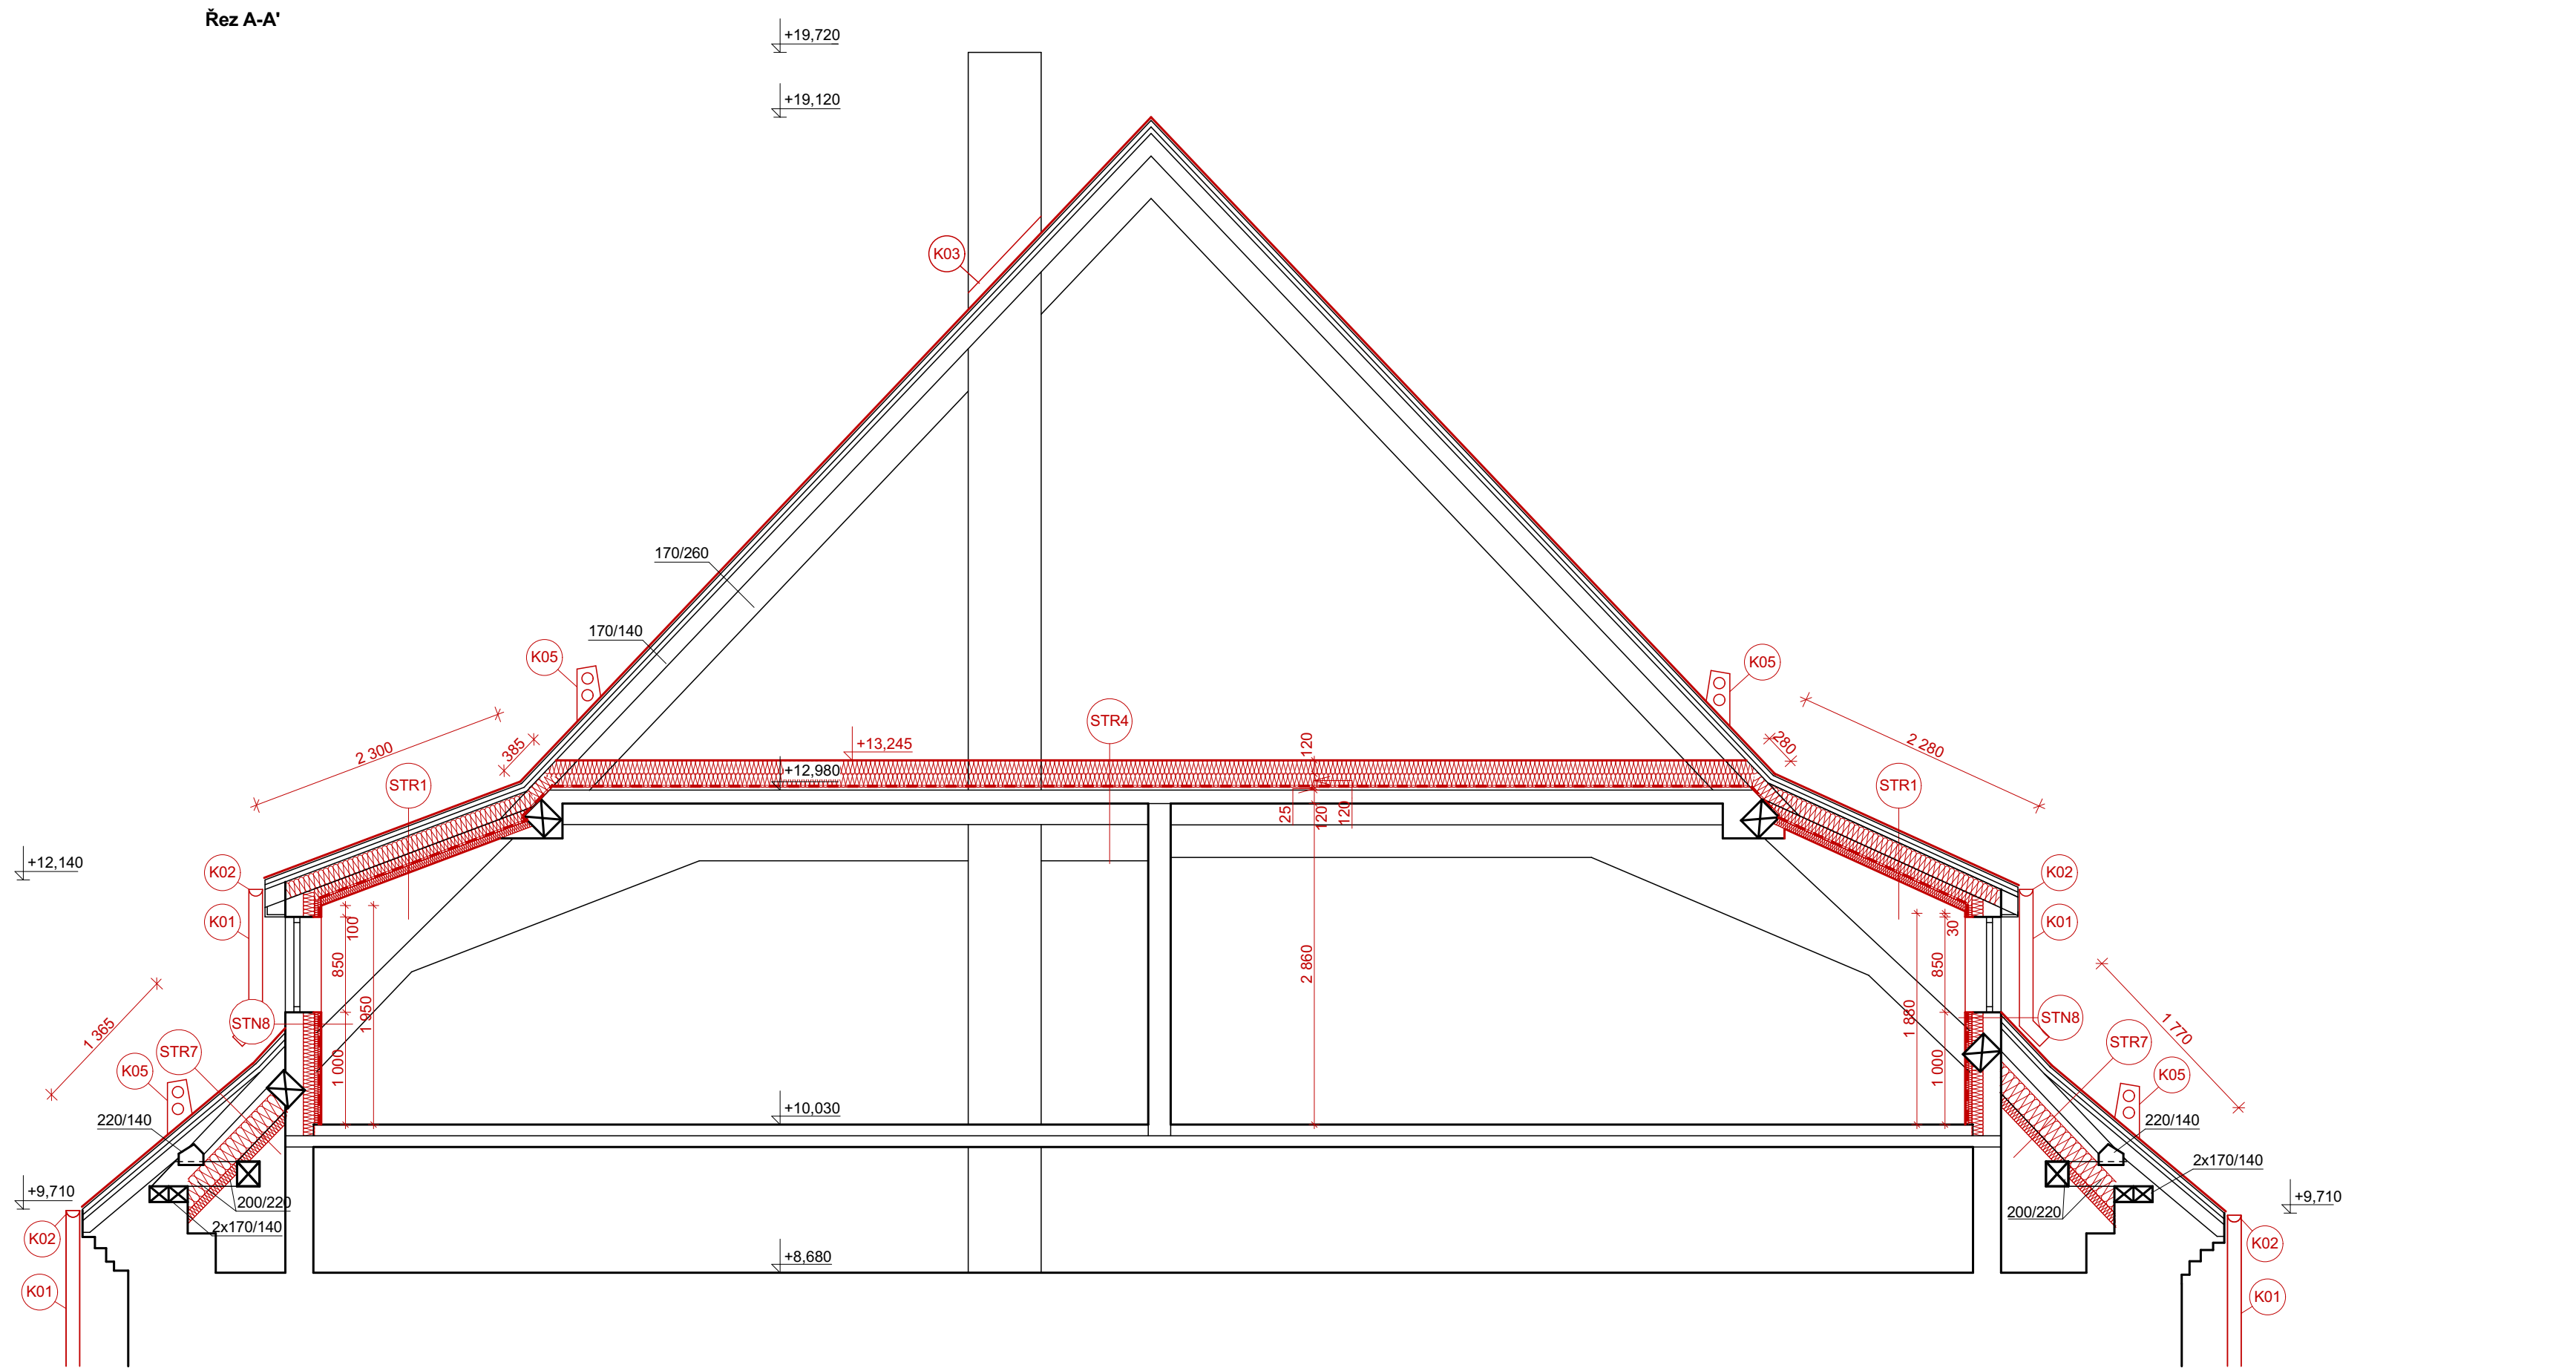 Řez A-A'
+19,720
+19,120
K03
170/260
170/140
K05
K05
STR4
2 300
385
+13,245
120
280
2 280
+12,980
STR1
STR1
25
120
120
+12,140
K02
K02
K01
K01
100
30
850
850
2 860
1 950
1 880
STN8
STN8
1 365
1 770
STR7
STR7
K05
K05
1 000
1 000
+10,030
220/140
220/140
2x170/140
+9,710
+9,710
200/220
200/220
2x170/140
K02
K02
+8,680
K01
K01